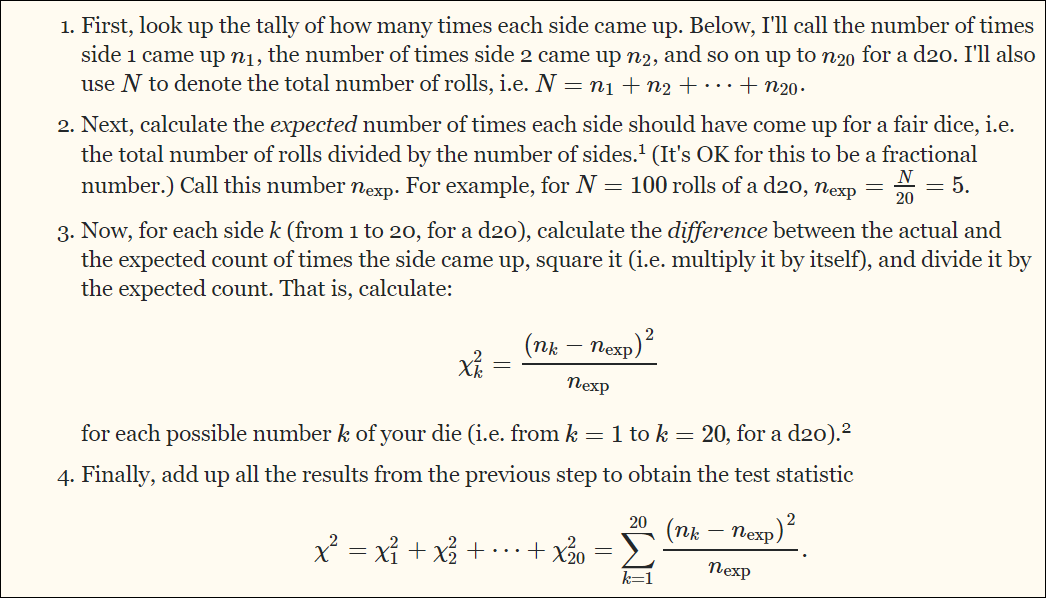 1. First, look up the tally of how many times each side came up. Below, I'll call the number of times
side 1 came up n₁, the number of times side 2 came up n₂, and so on up to n₂₀ for a d20. I'll also
use N to denote the total number of rolls, i.e. N = n₁ + n₂ + ⋯ + n₂₀.
2. Next, calculate the expected number of times each side should have come up for a fair dice, i.e.
the total number of rolls divided by the number of sides.¹ (It's OK for this to be a fractional
number.) Call this number n_exp. For example, for N = 100 rolls of a d20, n_exp = N/20 = 5.
3. Now, for each side k (from 1 to 20, for a d20), calculate the difference between the actual and
the expected count of times the side came up, square it (i.e. multiply it by itself), and divide it by
the expected count. That is, calculate:
χ²_k = (n_k − n_exp)² / n_exp
for each possible number k of your die (i.e. from k = 1 to k = 20, for a d20).²
4. Finally, add up all the results from the previous step to obtain the test statistic
χ² = χ²₁ + χ²₂ + ⋯ + χ²₂₀ = ∑_{k=1}^{20} (n_k − n_exp)² / n_exp.